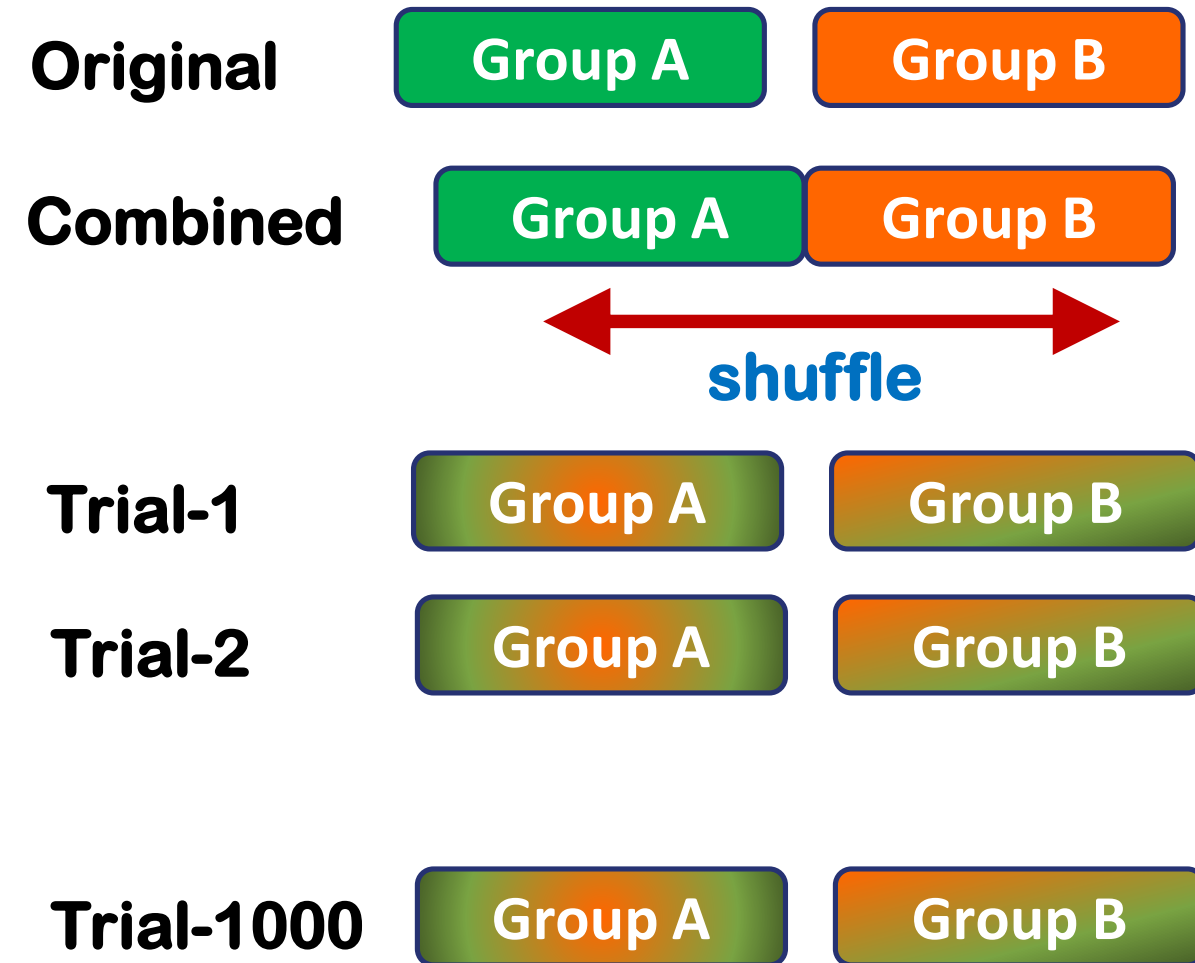 Original Group A Group B
Combined Group A Group B
shuffle
Trial-1 Group A Group B
Trial-2 Group A Group B
Trial-1000 Group A Group B